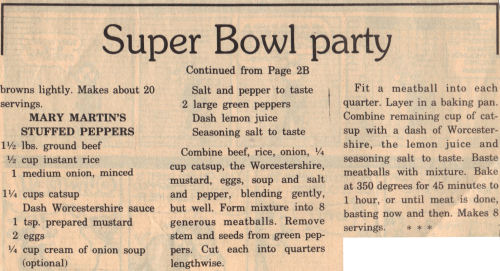 Super Bowl party
Continued from Page 2B
browns lightly. Makes about 20
servings.
MARY MARTIN'S
STUFFED PEPPERS
1½ lbs. ground beef
½ cup instant rice
1 medium onion, minced
1¼ cups catsup
Dash Worcestershire sauce
1 tsp. prepared mustard
2 eggs
¼ cup cream of onion soup
(optional)
Salt and pepper to taste
2 large green peppers
Dash lemon juice
Seasoning salt to taste
Combine beef, rice, onion, ¼
cup catsup, the Worcestershire,
mustard, eggs, soup and salt
and pepper, blending gently,
but well. Form mixture into 8
generous meatballs. Remove
stem and seeds from green pep-
pers. Cut each into quarters
lengthwise.
Fit a meatball into each
quarter. Layer in a baking pan.
Combine remaining cup of cat-
sup with a dash of Worcester-
shire, the lemon juice and
seasoning salt to taste. Baste
meatballs with mixture. Bake
at 350 degrees for 45 minutes to
1 hour, or until meat is done,
basting now and then. Makes 8
servings. * * *